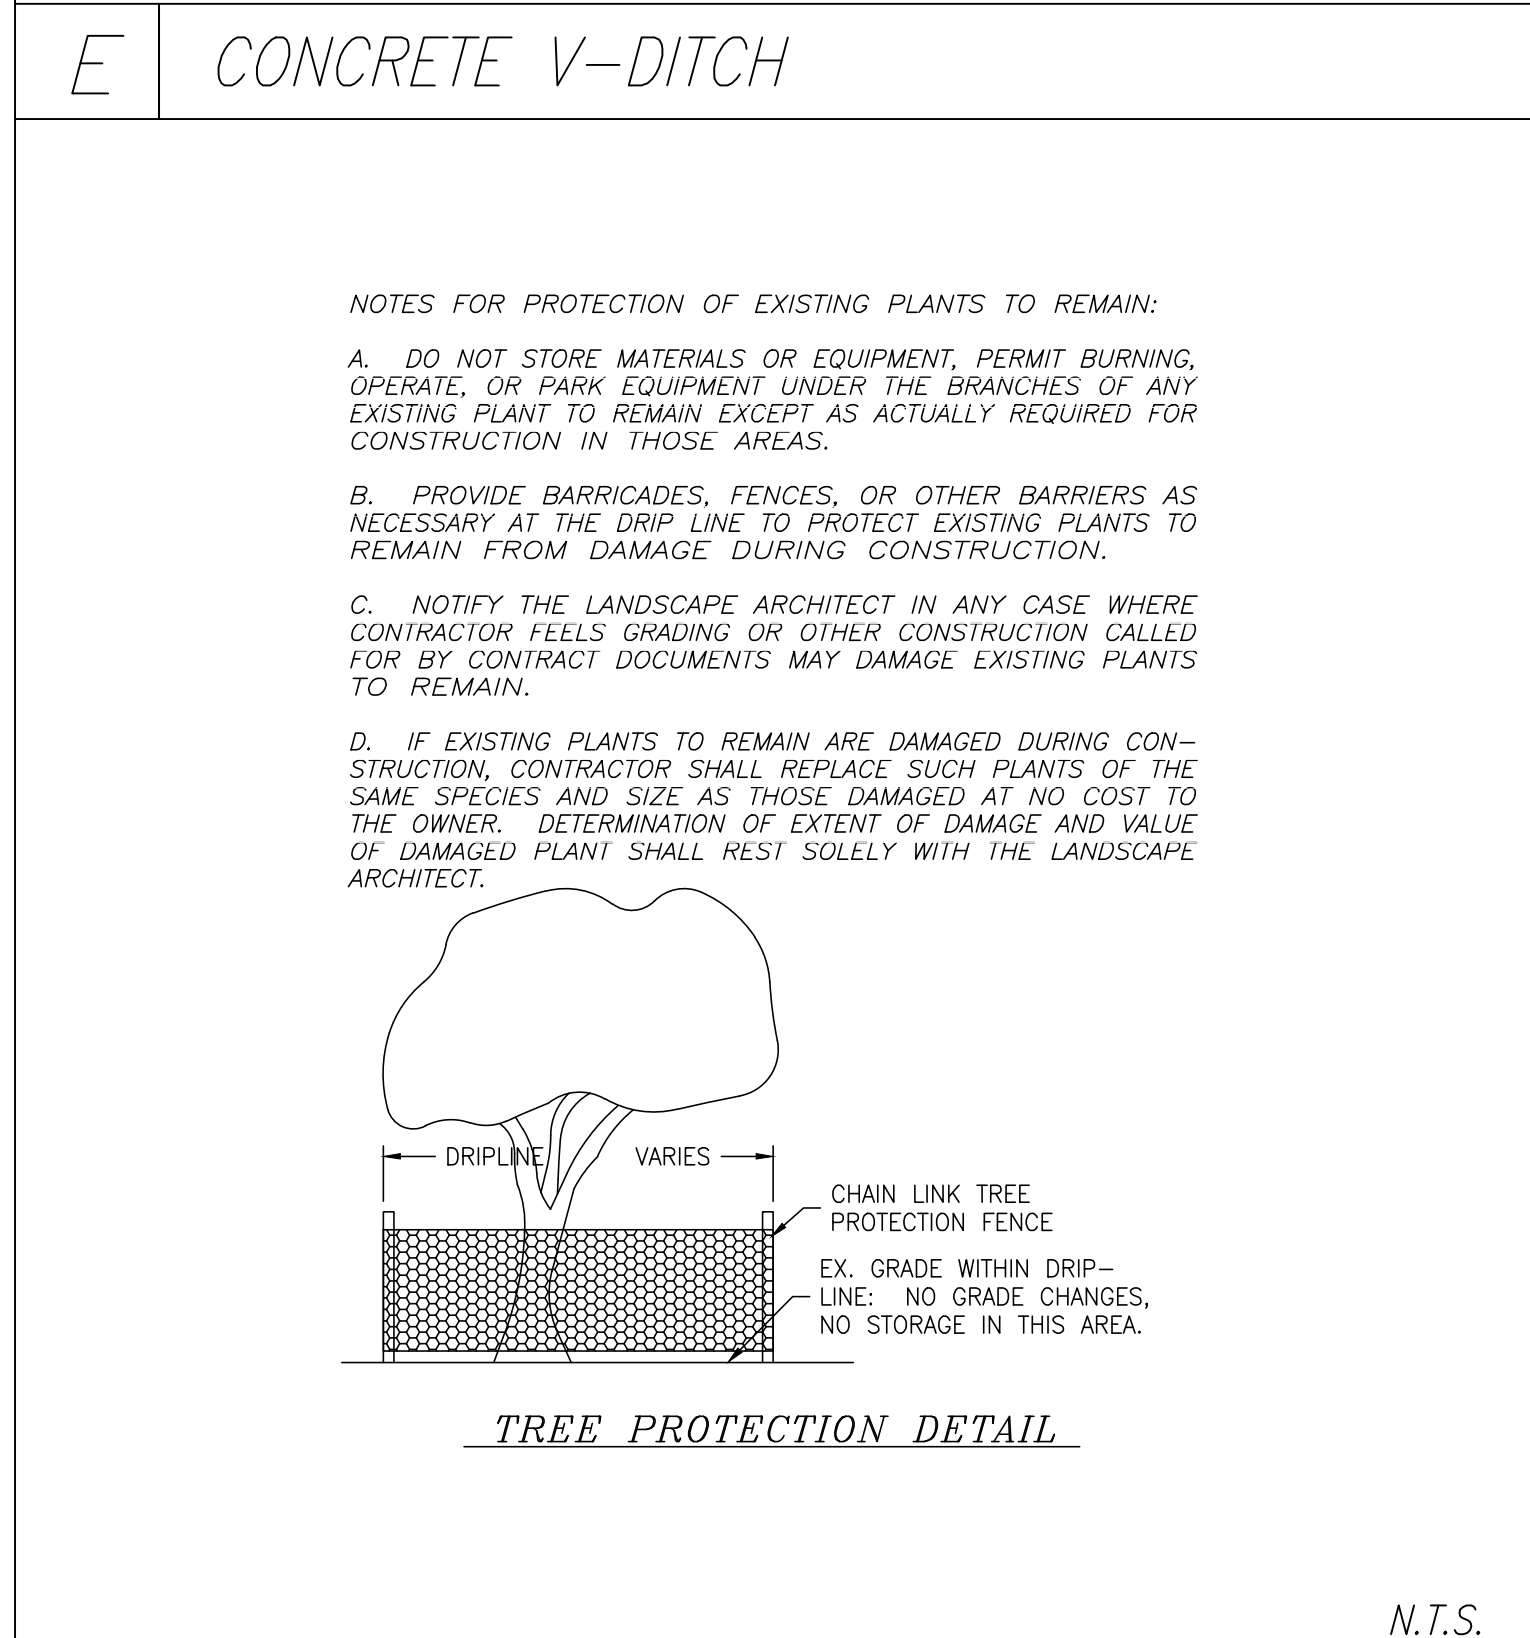 E CONCRETE V-DITCH
NOTES FOR PROTECTION OF EXISTING PLANTS TO REMAIN:
A. DO NOT STORE MATERIALS OR EQUIPMENT, PERMIT BURNING,
OPERATE, OR PARK EQUIPMENT UNDER THE BRANCHES OF ANY
EXISTING PLANT TO REMAIN EXCEPT AS ACTUALLY REQUIRED FOR
CONSTRUCTION IN THOSE AREAS.
B. PROVIDE BARRICADES, FENCES, OR OTHER BARRIERS AS
NECESSARY AT THE DRIP LINE TO PROTECT EXISTING PLANTS TO
REMAIN FROM DAMAGE DURING CONSTRUCTION.
C. NOTIFY THE LANDSCAPE ARCHITECT IN ANY CASE WHERE
CONTRACTOR FEELS GRADING OR OTHER CONSTRUCTION CALLED
FOR BY CONTRACT DOCUMENTS MAY DAMAGE EXISTING PLANTS
TO REMAIN.
D. IF EXISTING PLANTS TO REMAIN ARE DAMAGED DURING CON-
STRUCTION, CONTRACTOR SHALL REPLACE SUCH PLANTS OF THE
SAME SPECIES AND SIZE AS THOSE DAMAGED AT NO COST TO
THE OWNER. DETERMINATION OF EXTENT OF DAMAGE AND VALUE
OF DAMAGED PLANT SHALL REST SOLELY WITH THE LANDSCAPE
ARCHITECT.
DRIPLINE VARIES
CHAIN LINK TREE
PROTECTION FENCE
EX. GRADE WITHIN DRIP-
LINE: NO GRADE CHANGES,
NO STORAGE IN THIS AREA.
TREE PROTECTION DETAIL
N.T.S.